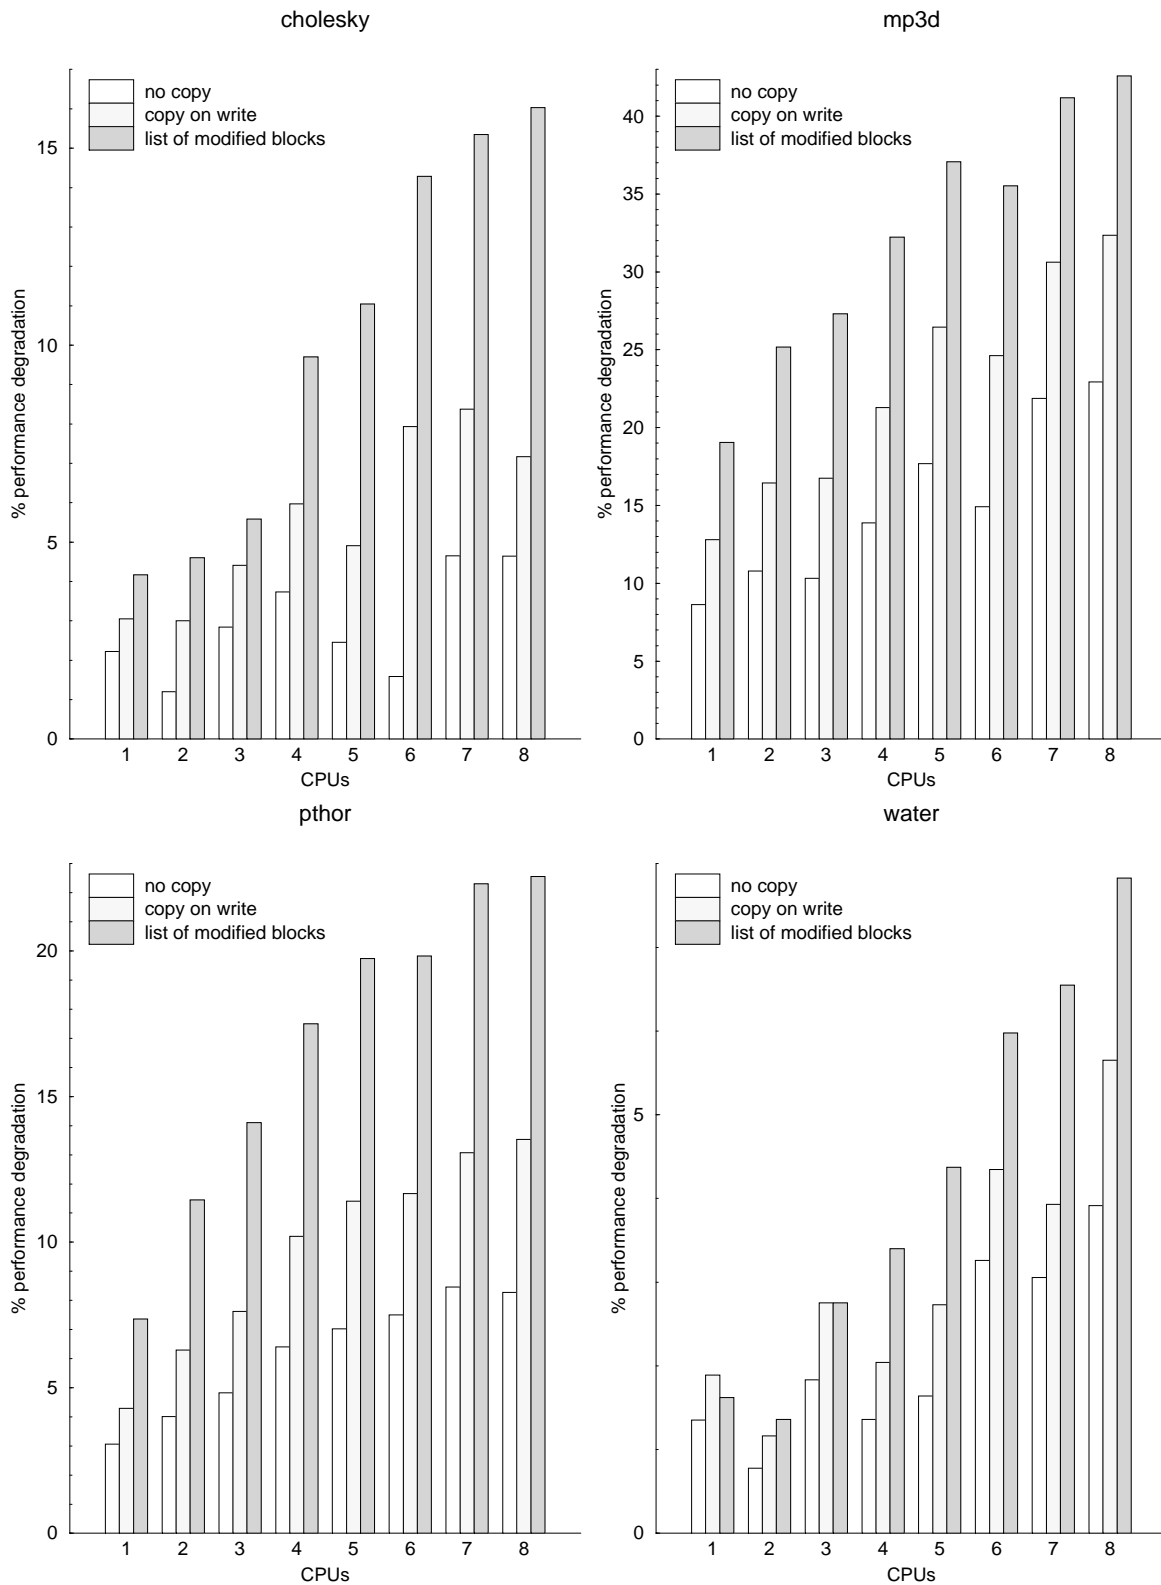 cholesky
no copy
copy on write
list of modified blocks
15
10
5
0
% performance degradation
1 2 3 4 5 6 7 8
CPUs
mp3d
no copy
copy on write
list of modified blocks
40
35
30
25
20
15
10
5
0
% performance degradation
1 2 3 4 5 6 7 8
CPUs
pthor
no copy
copy on write
list of modified blocks
20
15
10
5
0
% performance degradation
1 2 3 4 5 6 7 8
CPUs
water
no copy
copy on write
list of modified blocks
5
0
% performance degradation
1 2 3 4 5 6 7 8
CPUs